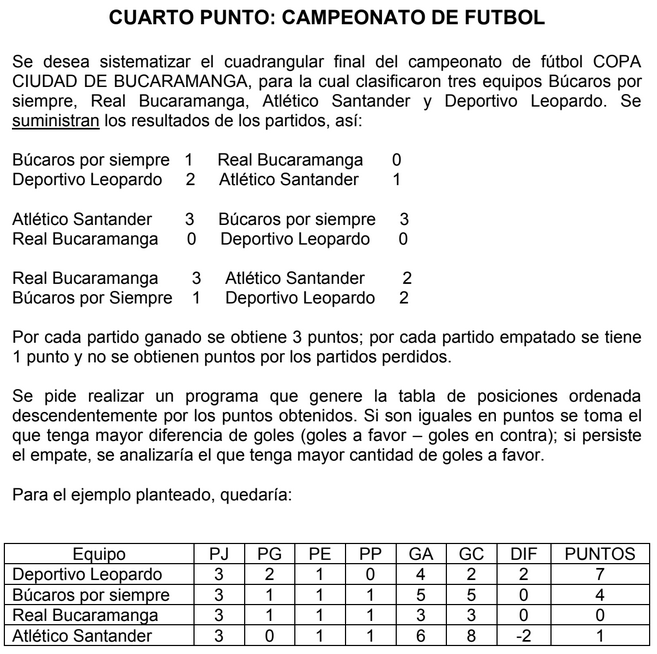 CUARTO PUNTO: CAMPEONATO DE FUTBOL
Se desea sistematizar el cuadrangular final del campeonato de fútbol COPA
CIUDAD DE BUCARAMANGA, para la cual clasificaron tres equipos Búcaros por
siempre, Real Bucaramanga, Atlético Santander y Deportivo Leopardo. Se
suministran los resultados de los partidos, así:
Búcaros por siempre 1 Real Bucaramanga 0
Deportivo Leopardo 2 Atlético Santander 1
Atlético Santander 3 Búcaros por siempre 3
Real Bucaramanga 0 Deportivo Leopardo 0
Real Bucaramanga 3 Atlético Santander 2
Búcaros por Siempre 1 Deportivo Leopardo 2
Por cada partido ganado se obtiene 3 puntos; por cada partido empatado se tiene
1 punto y no se obtienen puntos por los partidos perdidos.
Se pide realizar un programa que genere la tabla de posiciones ordenada
descendentemente por los puntos obtenidos. Si son iguales en puntos se toma el
que tenga mayor diferencia de goles (goles a favor – goles en contra); si persiste
el empate, se analizaría el que tenga mayor cantidad de goles a favor.
Para el ejemplo planteado, quedaría:
Equipo PJ PG PE PP GA GC DIF PUNTOS
Deportivo Leopardo 3 2 1 0 4 2 2 7
Búcaros por siempre 3 1 1 1 5 5 0 4
Real Bucaramanga 3 1 1 1 3 3 0 0
Atlético Santander 3 0 1 1 6 8 -2 1